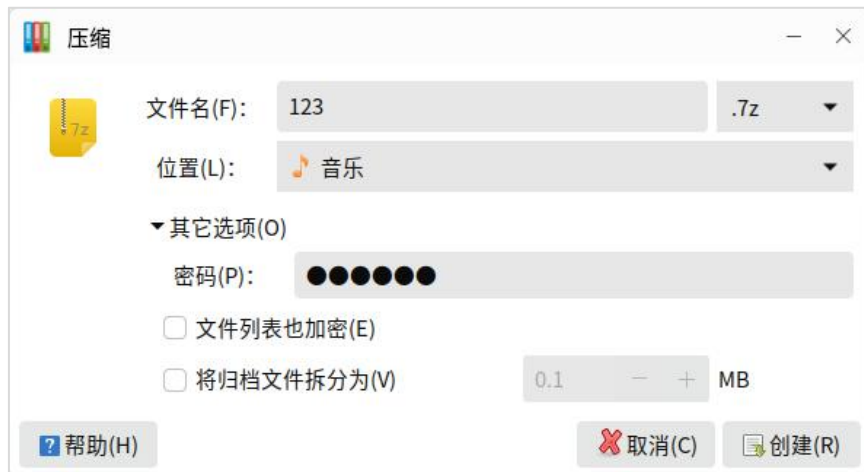 压缩
文件名(F)： 123 .7z
7z
位置(L)： 音乐
其它选项(O)
密码(P)： ●●●●●●
文件列表也加密(E)
将归档文件拆分为(V) 0.1 − + MB
帮助(H) 取消(C) 创建(R)